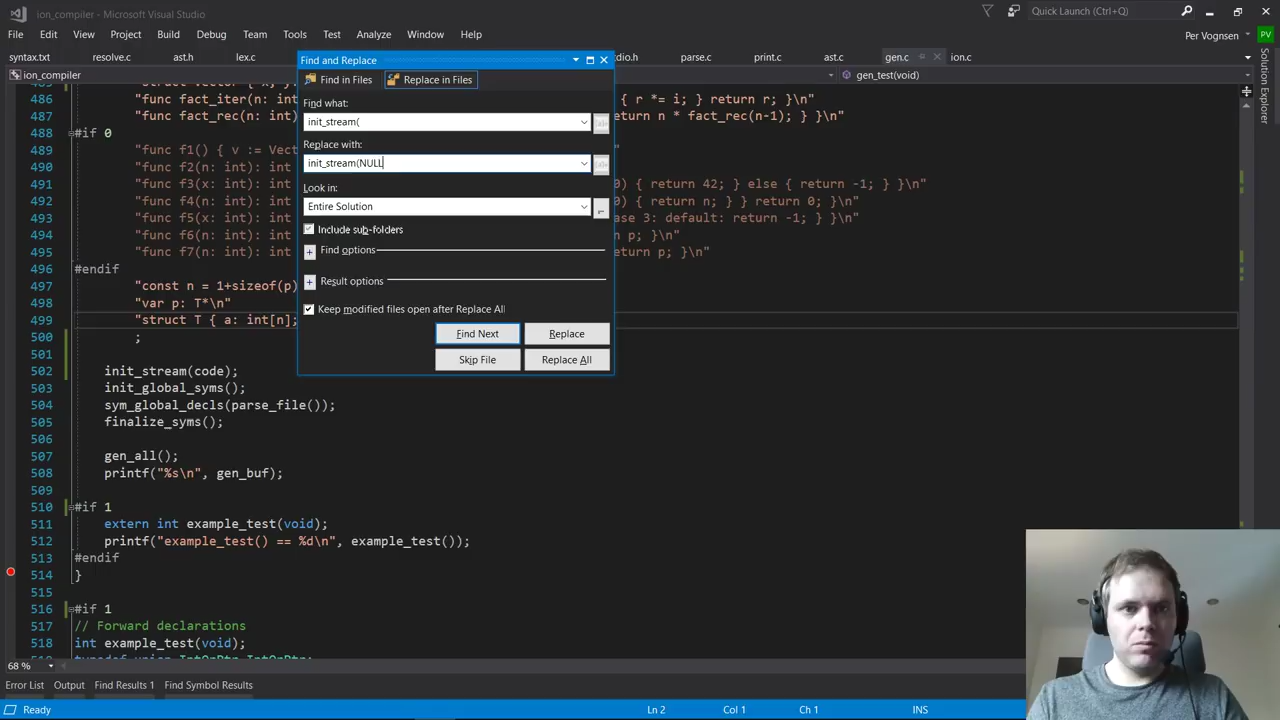 ion_compiler - Microsoft Visual Studio
Quick Launch (Ctrl+Q)
File Edit View Project Build Debug Team Tools Test Analyze Window Help
Per Vognsen
PV
syntax.txt resolve.c ast.h lex.c dio.h parse.c print.c ast.c gen.c ion.c
ion_compiler
gen_test(void)
Solution Explorer
Find and Replace
Find in Files
Replace in Files
Find what:
init_stream(
Replace with:
init_stream(NULL
Look in:
Entire Solution
Include sub-folders
Find options
Result options
Keep modified files open after Replace All
Find Next
Replace
Skip File
Replace All
486 "func fact_iter(n: int) { r *= i; } return r; }\n"
487 "func fact_rec(n: int) return n * fact_rec(n-1); } }\n"
488 #if 0
489 "func f1() { v := Vect
490 "func f2(n: int): int
491 "func f3(x: int): int 0) { return 42; } else { return -1; } }\n"
492 "func f4(n: int): int 0) { return n; } } return 0; }\n"
493 "func f5(x: int): int ase 3: default: return -1; } }\n"
494 "func f6(n: int): int p; }\n"
495 "func f7(n: int): int return p; }\n"
496 #endif
497 "const n = 1+sizeof(p)
498 "var p: T*\n"
499 "struct T { a: int[n];
500 ;
501
502 init_stream(code);
503 init_global_syms();
504 sym_global_decls(parse_file());
505 finalize_syms();
506
507 gen_all();
508 printf("%s\n", gen_buf);
509
510 #if 1
511 extern int example_test(void);
512 printf("example_test() == %d\n", example_test());
513 #endif
514 }
515
516 #if 1
517 // Forward declarations
518 int example_test(void);
typedef union IntOrPtr IntOrPtr;
68 %
Error List Output Find Results 1 Find Symbol Results
Ready
Ln 2 Col 1 Ch 1 INS